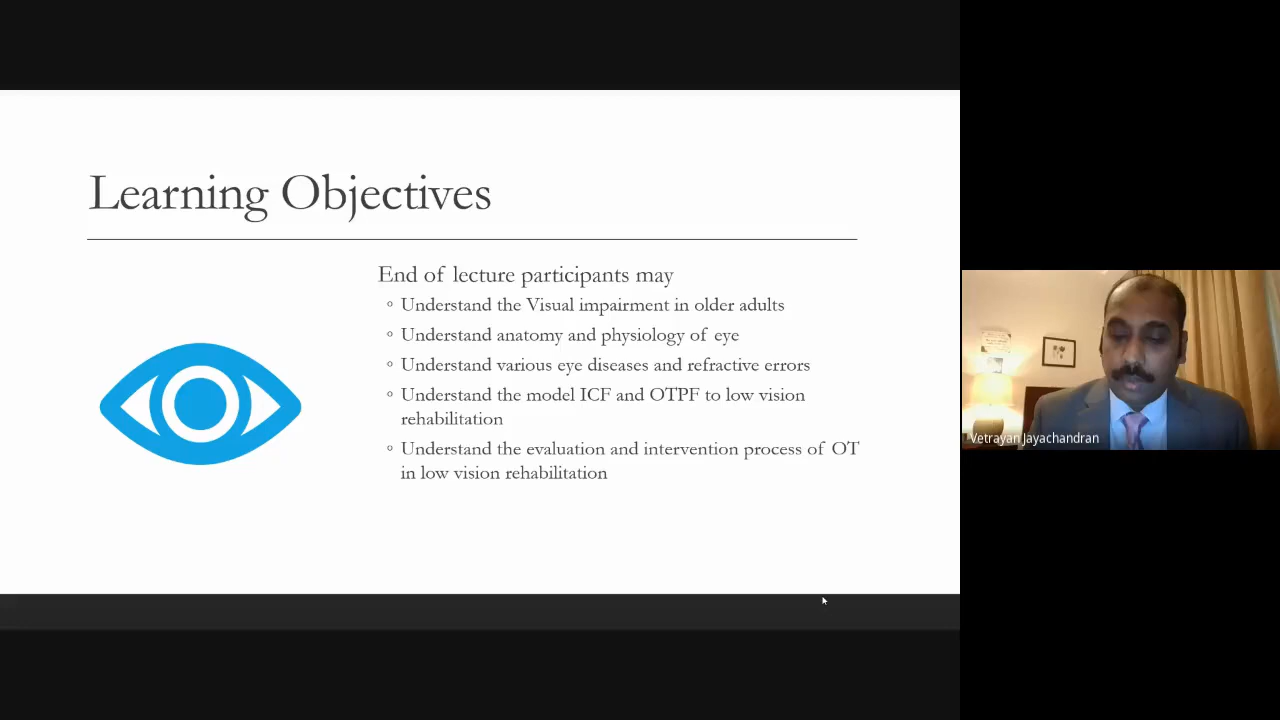 Learning Objectives
End of lecture participants may
◦ Understand the Visual impairment in older adults
◦ Understand anatomy and physiology of eye
◦ Understand various eye diseases and refractive errors
◦ Understand the model ICF and OTPF to low vision
rehabilitation
◦ Understand the evaluation and intervention process of OT
in low vision rehabilitation
Vetrayan Jayachandran